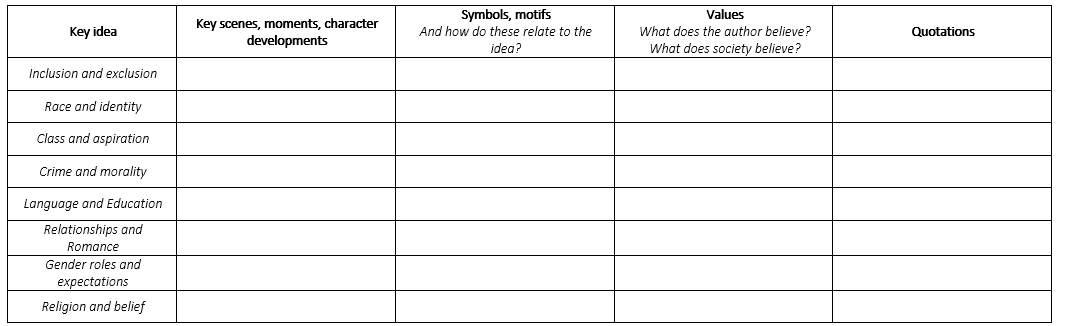 Key idea
Key scenes, moments, character
developments
Symbols, motifs
And how do these relate to the
idea?
Values
What does the author believe?
What does society believe?
Quotations
Inclusion and exclusion
Race and identity
Class and aspiration
Crime and morality
Language and Education
Relationships and
Romance
Gender roles and
expectations
Religion and belief